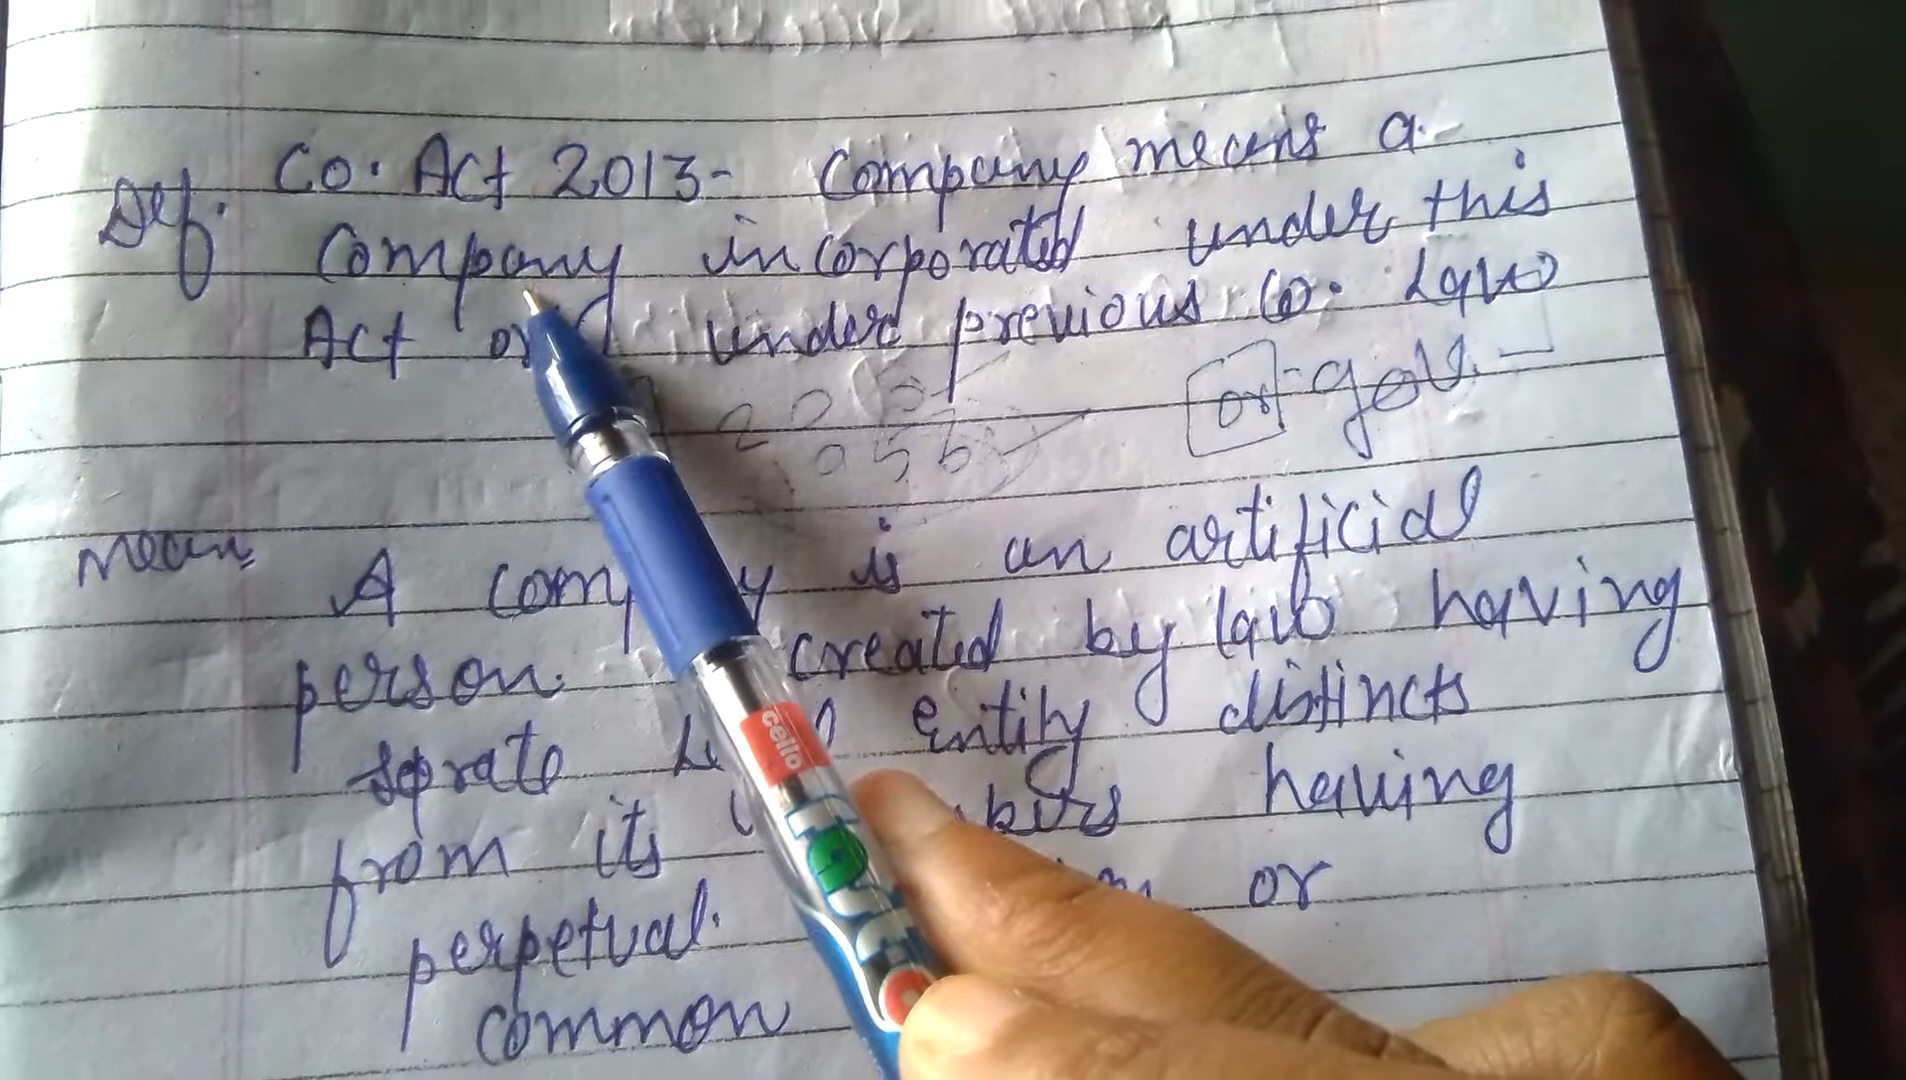 Def. Co. Act 2013- Company means a
Company incorporated under this
Act or under previous Co. Law
or gov.
Mean A is an artificial
person created by law having
seprate entity distincts
from its having
perpetual. or
common
cello